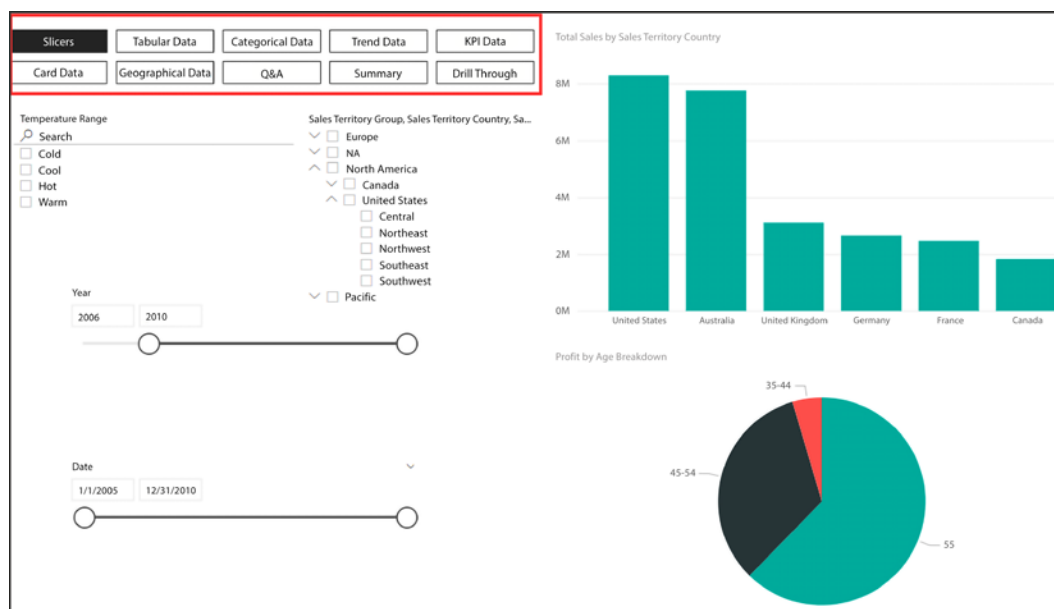 Slicers
Tabular Data
Categorical Data
Trend Data
KPI Data
Card Data
Geographical Data
Q&A
Summary
Drill Through
Temperature Range
Search
Cold
Cool
Hot
Warm
Sales Territory Group, Sales Territory Country, Sa...
Europe
NA
North America
Canada
United States
Central
Northeast
Northwest
Southeast
Southwest
Pacific
Year
2006 2010
Date
1/1/2005 12/31/2010
Total Sales by Sales Territory Country
8M
6M
4M
2M
0M
United States Australia United Kingdom Germany France Canada
Profit by Age Breakdown
35-44
45-54
55